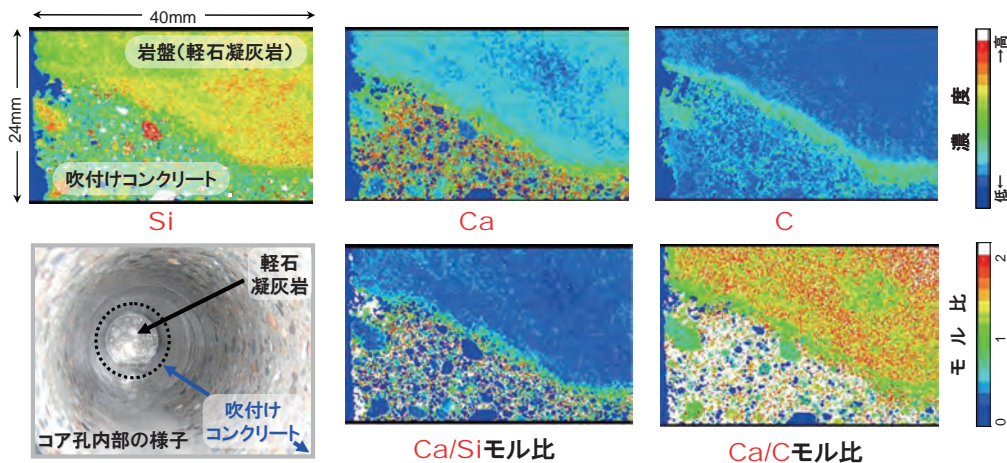 40mm
24mm
岩盤(軽石凝灰岩)
吹付けコンクリート
Si
Ca
C
濃度
低←
→高
軽石
凝灰岩
吹付け
コンクリート
コア孔内部の様子
Ca/Siモル比
Ca/Cモル比
モル比
0
1
2